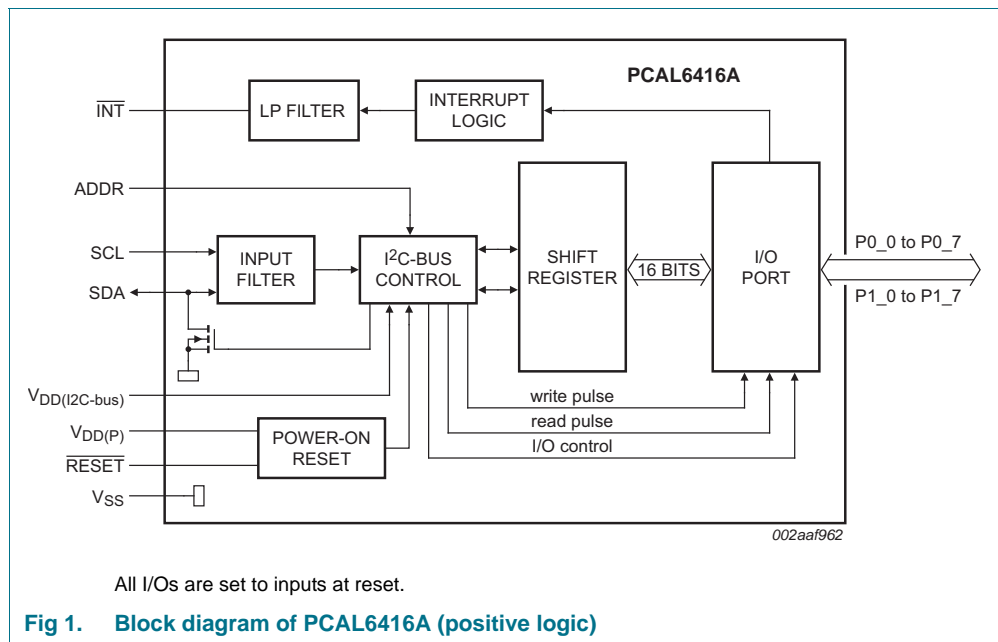 PCAL6416A
INT
LP FILTER
INTERRUPT
LOGIC
ADDR
SCL
SDA
INPUT
FILTER
I²C-BUS
CONTROL
SHIFT
REGISTER
16 BITS
I/O
PORT
P0_0 to P0_7
P1_0 to P1_7
VDD(I2C-bus)
VDD(P)
RESET
VSS
POWER-ON
RESET
write pulse
read pulse
I/O control
002aaf962
All I/Os are set to inputs at reset.
Fig 1. Block diagram of PCAL6416A (positive logic)